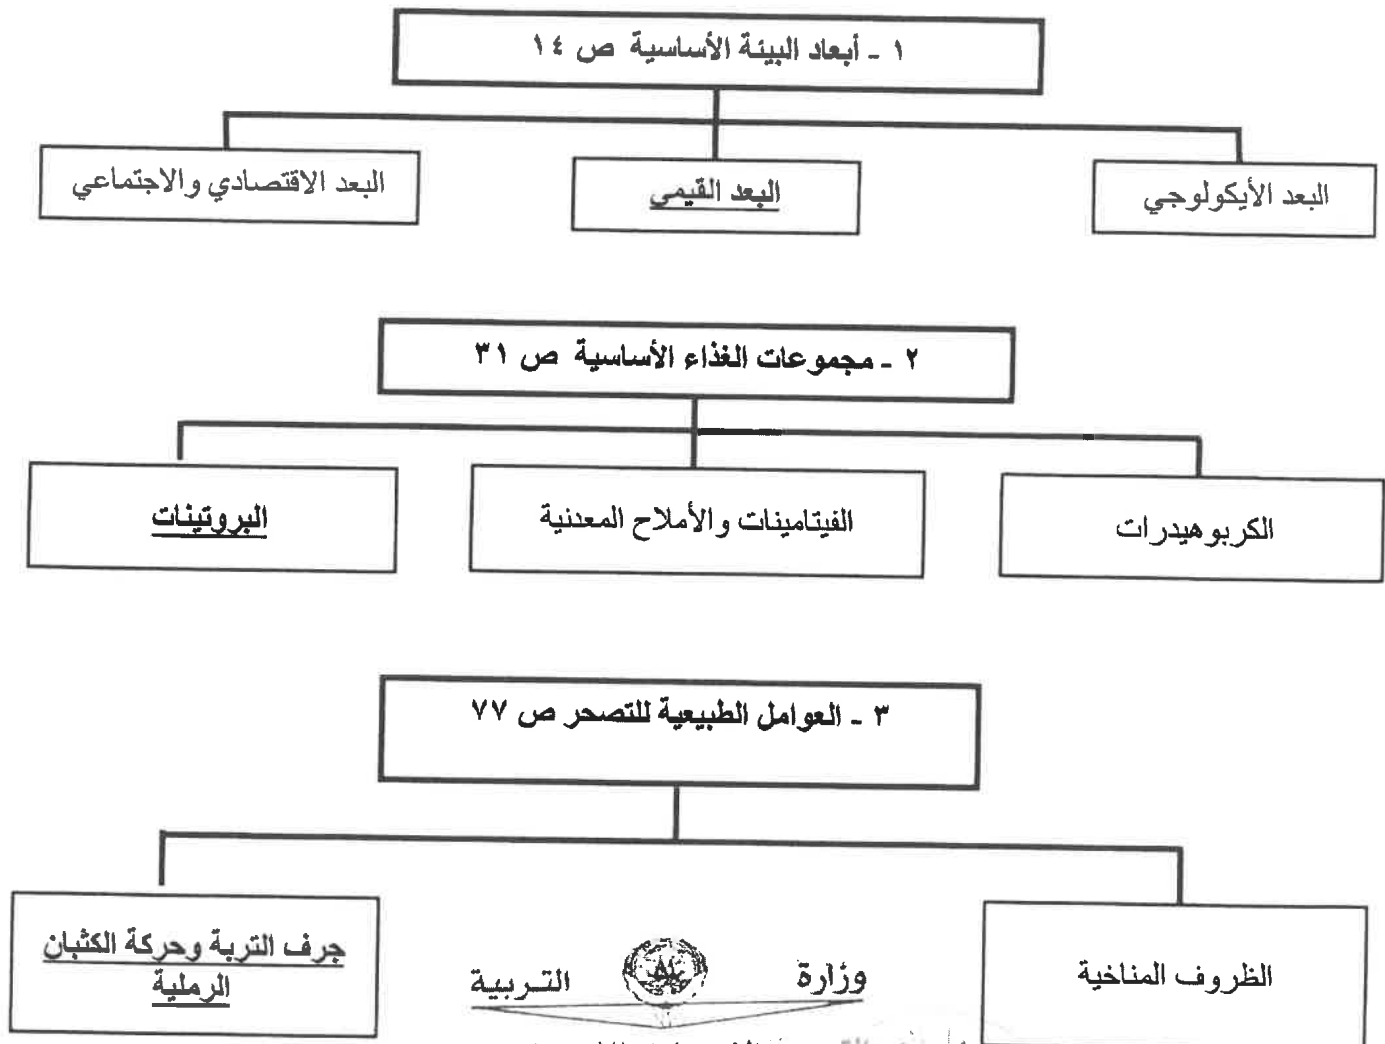 ١ - أبعاد البيئة الأساسية ص ١٤
البعد الأيكولوجي
البعد القيمي
البعد الاقتصادي والاجتماعي
٢ - مجموعات الغذاء الأساسية ص ٣١
الكربوهيدرات
الفيتامينات والأملاح المعدنية
البروتينات
٣ - العوامل الطبيعية للتصحر ص ٧٧
الظروف المناخية
جرف التربة وحركة الكثبان
الرملية
وزارة التربية